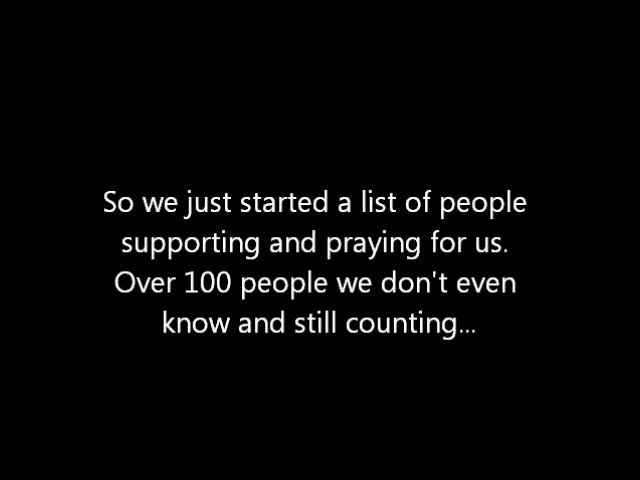 So we just started a list of people
supporting and praying for us.
Over 100 people we don't even
know and still counting...